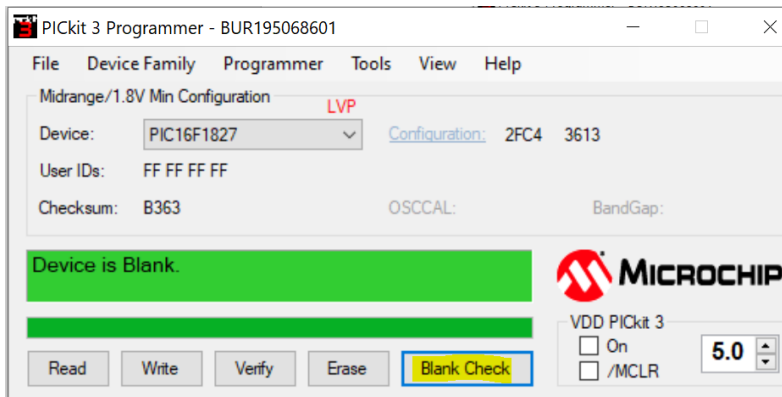 PICkit 3 Programmer - BUR195068601
File Device Family Programmer Tools View Help
Midrange/1.8V Min Configuration
LVP
Device: PIC16F1827 Configuration: 2FC4 3613
User IDs: FF FF FF FF
Checksum: B363 OSCCAL: BandGap:
Device is Blank.
MICROCHIP
VDD PICkit 3
On
5.0
/MCLR
Read Write Verify Erase Blank Check